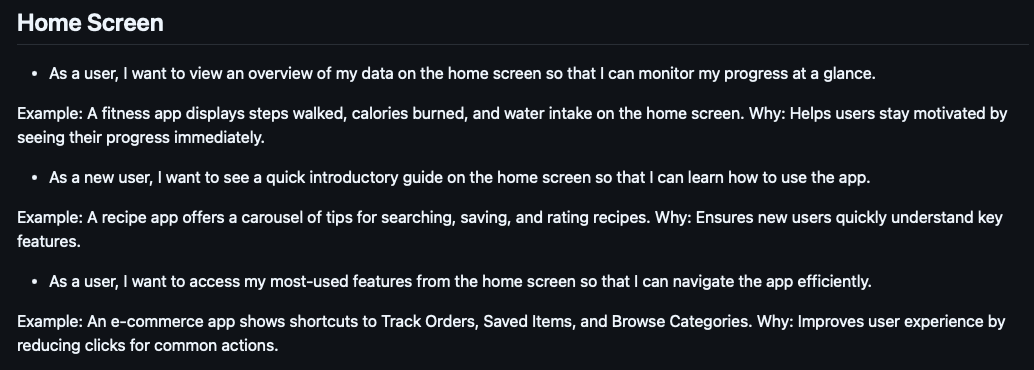 Home Screen
• As a user, I want to view an overview of my data on the home screen so that I can monitor my progress at a glance.
Example: A fitness app displays steps walked, calories burned, and water intake on the home screen. Why: Helps users stay motivated by
seeing their progress immediately.
• As a new user, I want to see a quick introductory guide on the home screen so that I can learn how to use the app.
Example: A recipe app offers a carousel of tips for searching, saving, and rating recipes. Why: Ensures new users quickly understand key
features.
• As a user, I want to access my most-used features from the home screen so that I can navigate the app efficiently.
Example: An e-commerce app shows shortcuts to Track Orders, Saved Items, and Browse Categories. Why: Improves user experience by
reducing clicks for common actions.